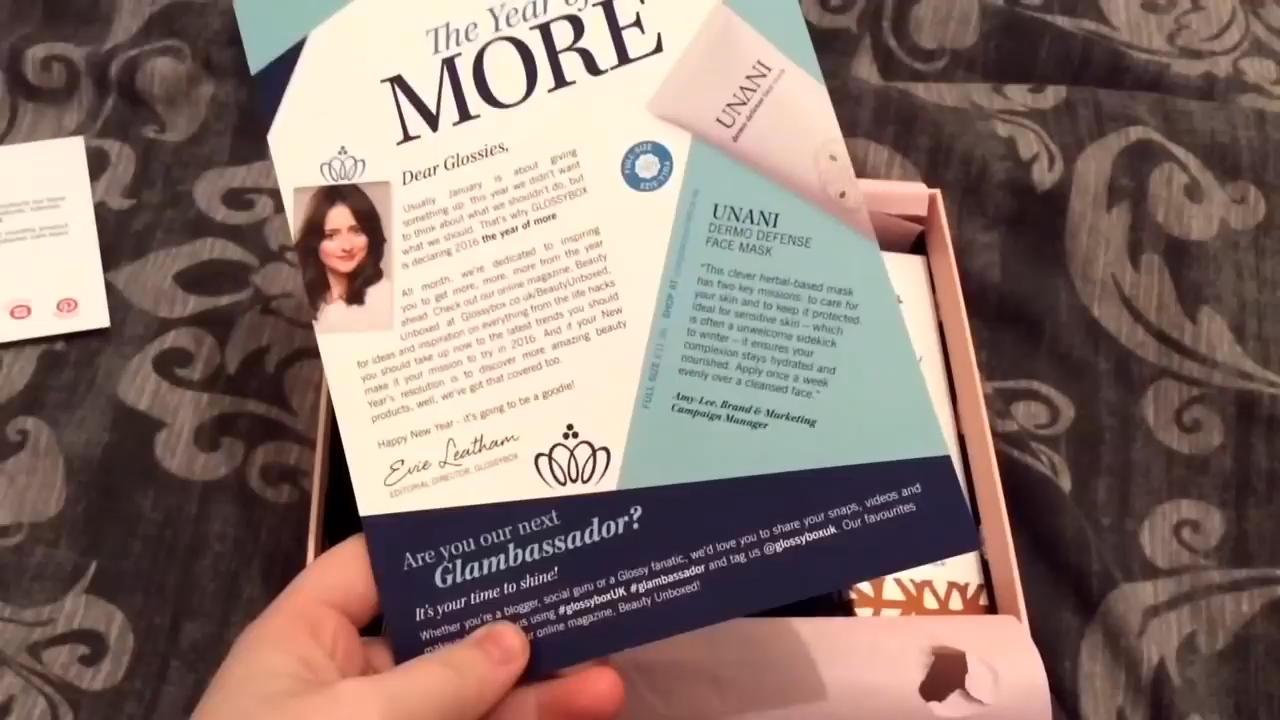 The Year of
MORE
Dear Glossies,
Usually January is about giving
something up; this year we didn't want
to think about what we shouldn't do, but
what we should. That's why GLOSSYBOX
is declaring 2016 the year of more
All month, we're dedicated to inspiring
you to get more, more, more from the year
ahead. Check out our online magazine, Beauty
Unboxed at Glossybox.co.uk/BeautyUnboxed,
for ideas and inspiration on everything from the life hacks
you should take up now to the latest trends you should
make it your mission to try in 2016. And if your New
Year's resolution is to discover more amazing beauty
products, well, we've got that covered too.
Happy New Year - it's going to be a goodie!
Evie Leatham
EDITORIAL DIRECTOR, GLOSSYBOX
UNANI
dermo defense face mask
FULL SIZE
FULL SIZE
UNANI
DERMO DEFENSE
FACE MASK
"This clever herbal-based mask
has two key missions: to care for
your skin and to keep it protected.
Ideal for sensitive skin – which
is often a unwelcome sidekick
to winter – it ensures your
complexion stays hydrated and
nourished. Apply once a week
evenly over a cleansed face."
Amy-Lee, Brand & Marketing
Campaign Manager
FULL SIZE SHOP AT
Are you our next
Glambassador?
It's your time to shine!
Whether you're a blogger, social guru or a Glossy fanatic, we'd love you to share your snaps, videos and
us using #glossyboxUK #glambassador and tag us @glossyboxuk. Our favourites
online magazine, Beauty Unboxed!